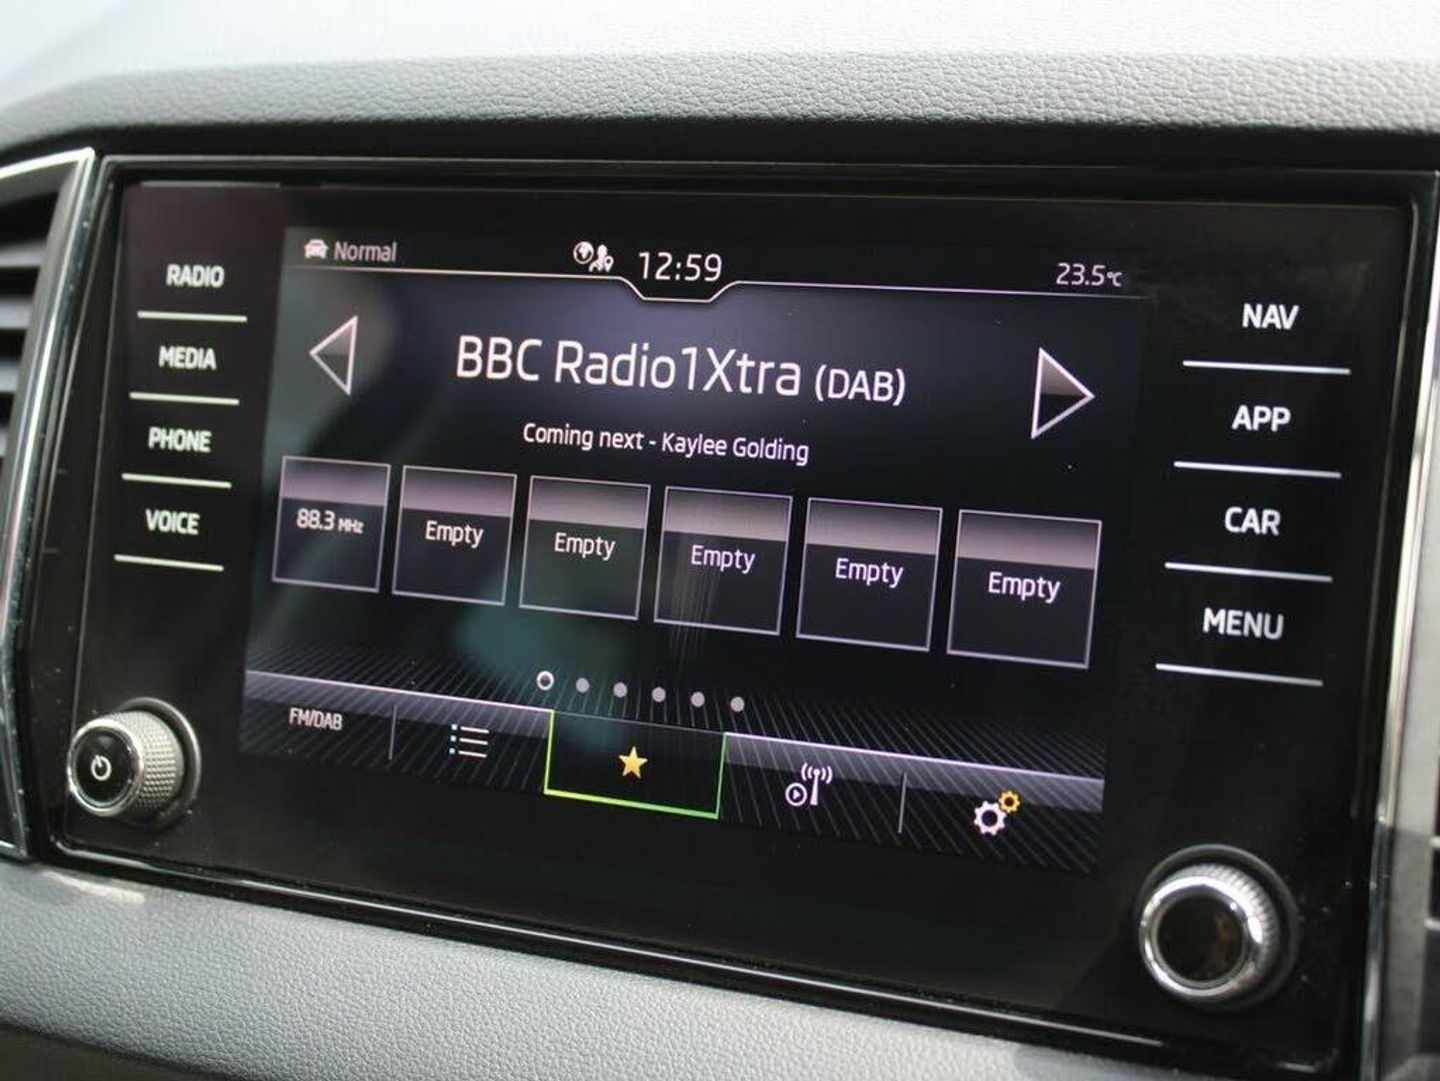 RADIO
MEDIA
PHONE
VOICE
Normal
12:59
23.5°C
BBC Radio1Xtra (DAB)
Coming next - Kaylee Golding
88.3 MHz
Empty
Empty
Empty
Empty
Empty
FM/DAB
NAV
APP
CAR
MENU